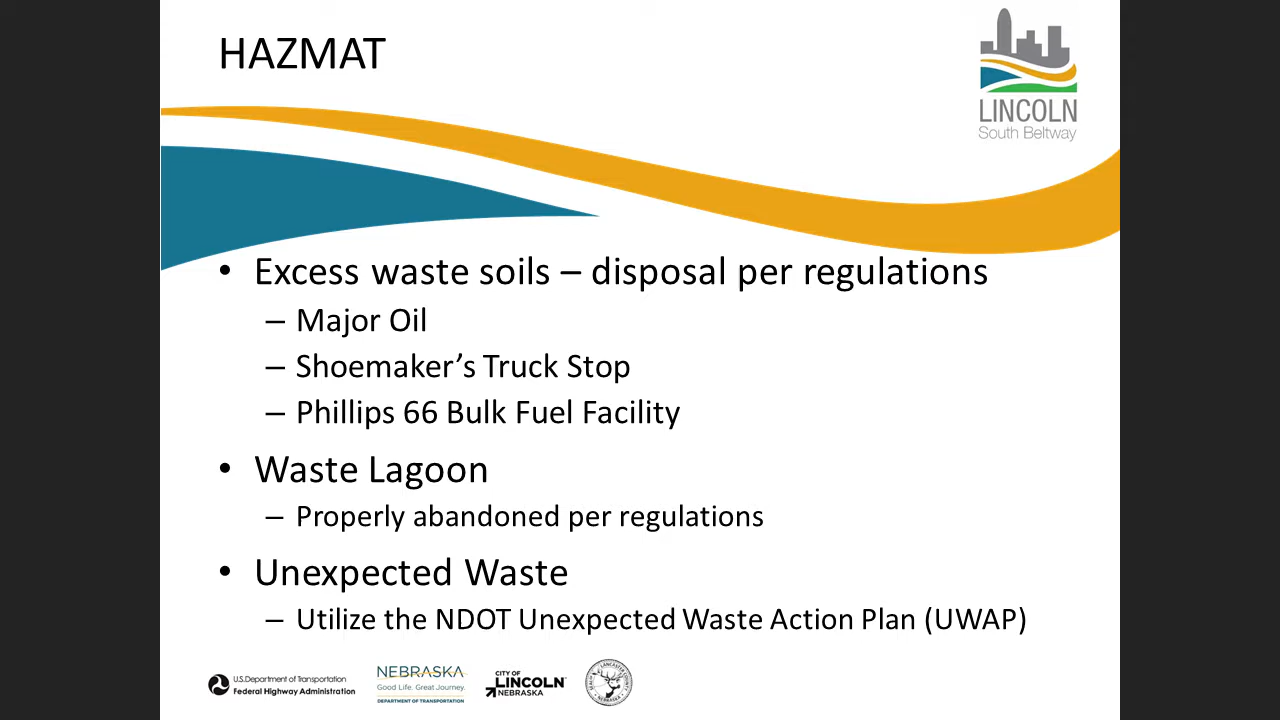 HAZMAT
LINCOLN
South Beltway
• Excess waste soils – disposal per regulations
– Major Oil
– Shoemaker’s Truck Stop
– Phillips 66 Bulk Fuel Facility
• Waste Lagoon
– Properly abandoned per regulations
• Unexpected Waste
– Utilize the NDOT Unexpected Waste Action Plan (UWAP)
U.S.Department of Transportation
Federal Highway Administration
NEBRASKA
Good Life. Great Journey.
DEPARTMENT OF TRANSPORTATION
CITY OF
LINCOLN
NEBRASKA